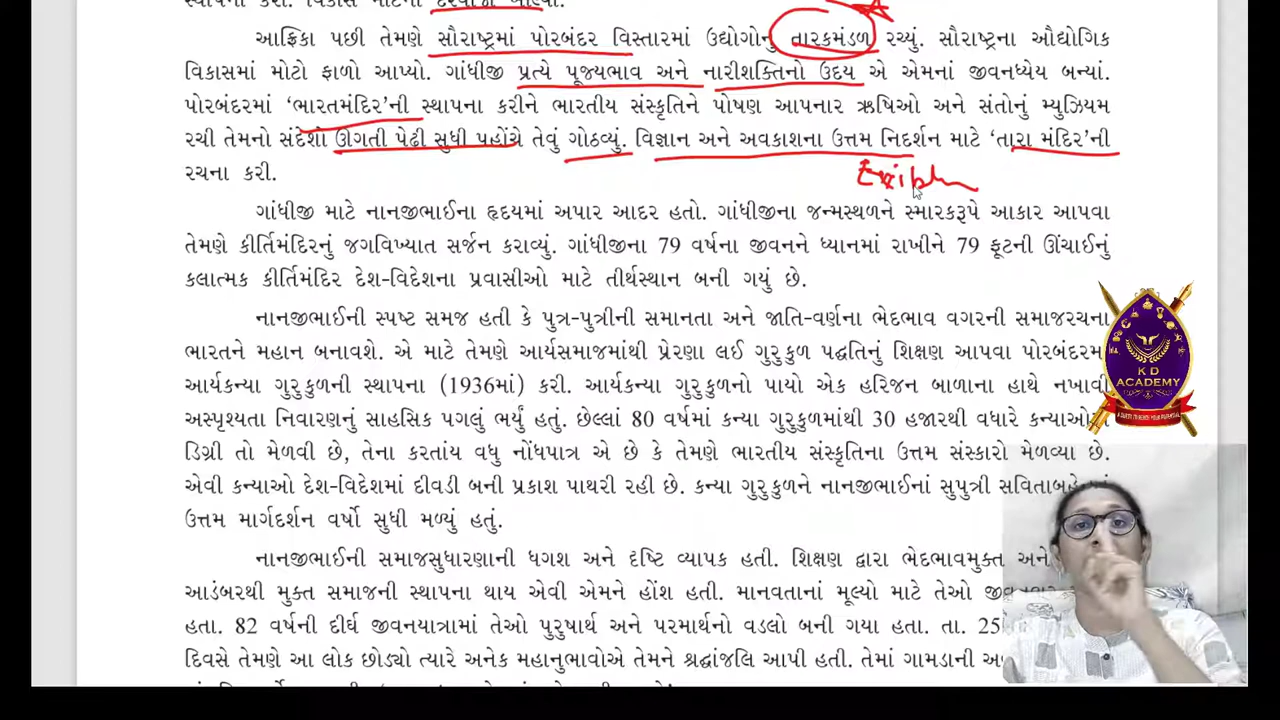 સ્થાપના કરી. વિકાસ માટેના દરવાજા ખોલ્યા.
આફ્રિકા પછી તેમણે સૌરાષ્ટ્રમાં પોરબંદર વિસ્તારમાં ઉદ્યોગોનું તારકમંડળ રચ્યું. સૌરાષ્ટ્રના ઔદ્યોગિક
વિકાસમાં મોટો ફાળો આપ્યો. ગાંધીજી પ્રત્યે પૂજ્યભાવ અને નારીશક્તિનો ઉદય એ એમનાં જીવનધ્યેય બન્યાં.
પોરબંદરમાં ‘ભારતમંદિર’ની સ્થાપના કરીને ભારતીય સંસ્કૃતિને પોષણ આપનાર ઋષિઓ અને સંતોનું મ્યુઝિયમ
રચી તેમનો સંદેશો ઊગતી પેઢી સુધી પહોંચે તેવું ગોઠવ્યું. વિજ્ઞાન અને અવકાશના ઉત્તમ નિદર્શન માટે ‘તારા મંદિર’ની
રચના કરી.
ગાંધીજી માટે નાનજીભાઈના હૃદયમાં અપાર આદર હતો. ગાંધીજીના જન્મસ્થળને સ્મારકરૂપે આકાર આપવા
તેમણે કીર્તિમંદિરનું જગવિખ્યાત સર્જન કરાવ્યું. ગાંધીજીના 79 વર્ષના જીવનને ધ્યાનમાં રાખીને 79 ફૂટની ઊંચાઈનું
કલાત્મક કીર્તિમંદિર દેશ-વિદેશના પ્રવાસીઓ માટે તીર્થસ્થાન બની ગયું છે.
નાનજીભાઈની સ્પષ્ટ સમજ હતી કે પુત્ર-પુત્રીની સમાનતા અને જાતિ-વર્ણના ભેદભાવ વગરની સમાજરચના
ભારતને મહાન બનાવશે. એ માટે તેમણે આર્યસમાજમાંથી પ્રેરણા લઈ ગુરુકુળ પદ્ધતિનું શિક્ષણ આપવા પોરબંદરમ
આર્યકન્યા ગુરુકુળની સ્થાપના (1936માં) કરી. આર્યકન્યા ગુરુકુળનો પાયો એક હરિજન બાળાના હાથે નખાવી
અસ્પૃશ્યતા નિવારણનું સાહસિક પગલું ભર્યું હતું. છેલ્લાં 80 વર્ષમાં કન્યા ગુરુકુળમાંથી 30 હજારથી વધારે કન્યાઓ
ડિગ્રી તો મેળવી છે, તેના કરતાંય વધુ નોંધપાત્ર એ છે કે તેમણે ભારતીય સંસ્કૃતિના ઉત્તમ સંસ્કારો મેળવ્યા છે.
એવી કન્યાઓ દેશ-વિદેશમાં દીવડી બની પ્રકાશ પાથરી રહી છે. કન્યા ગુરુકુળને નાનજીભાઈનાં સુપુત્રી
ઉત્તમ માર્ગદર્શન વર્ષો સુધી મળ્યું હતું.
નાનજીભાઈની સમાજસુધારણાની ધગશ અને દૃષ્ટિ વ્યાપક હતી. શિક્ષણ દ્વારા ભેદભાવમુક્ત અને
આડંબરથી મુક્ત સમાજની સ્થાપના થાય એવી એમને હોંશ હતી. માનવતાનાં મૂલ્યો માટે તેઓ
હતા. 82 વર્ષની દીર્ઘ જીવનયાત્રામાં તેઓ પુરુષાર્થ અને પરમાર્થનો વડલો બની ગયા હતા. તા. 25
દિવસે તેમણે આ લોક છોડ્યો ત્યારે અનેક મહાનુભાવોએ તેમને શ્રદ્ધાંજલિ આપી હતી. તેમાં ગામડાની
K D
ACADEMY